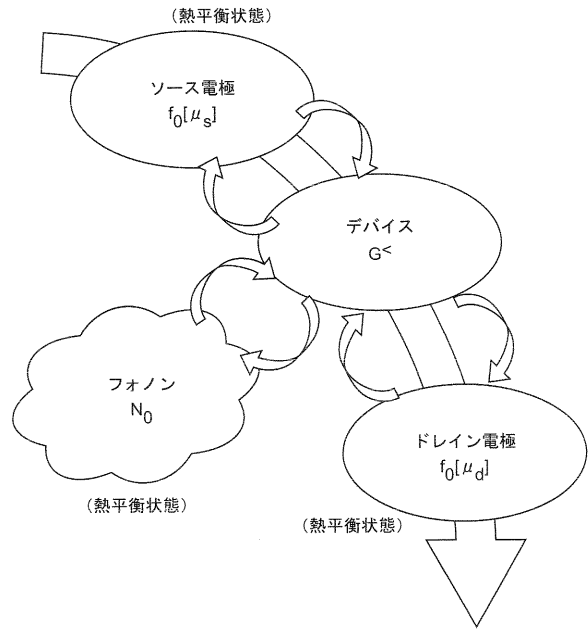 (熱平衡状態)
ソース電極
f0[μs]
デバイス
G<
フォノン
N0
(熱平衡状態)
ドレイン電極
f0[μd]
(熱平衡状態)